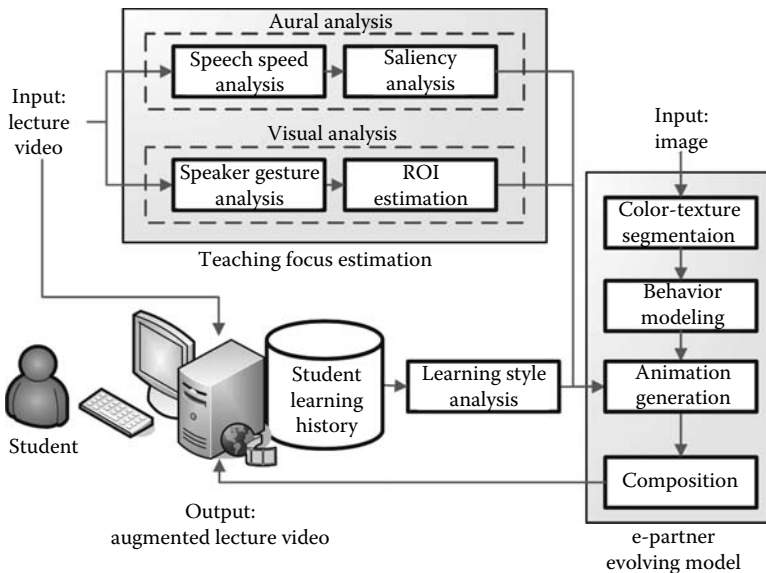 Aural analysis
Speech speed
analysis
Saliency
analysis
Input:
lecture
video
Visual analysis
Speaker gesture
analysis
ROI
estimation
Teaching focus estimation
Input:
image
Color-texture
segmentaion
Behavior
modeling
Animation
generation
Composition
e-partner
evolving model
Student
Student
learning
history
Learning style
analysis
Output:
augmented lecture video